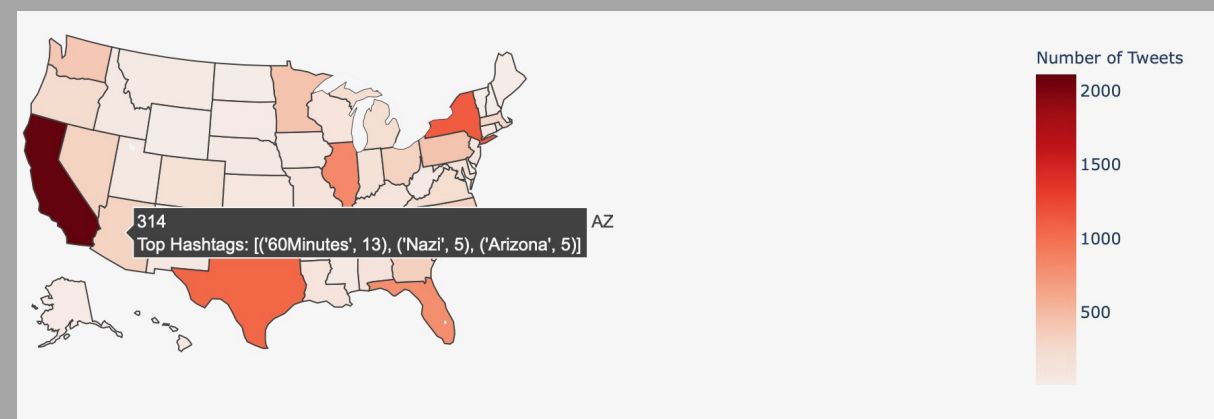 Number of Tweets
2000
1500
1000
500
314
AZ
Top Hashtags: [('60Minutes', 13), ('Nazi', 5), ('Arizona', 5)]